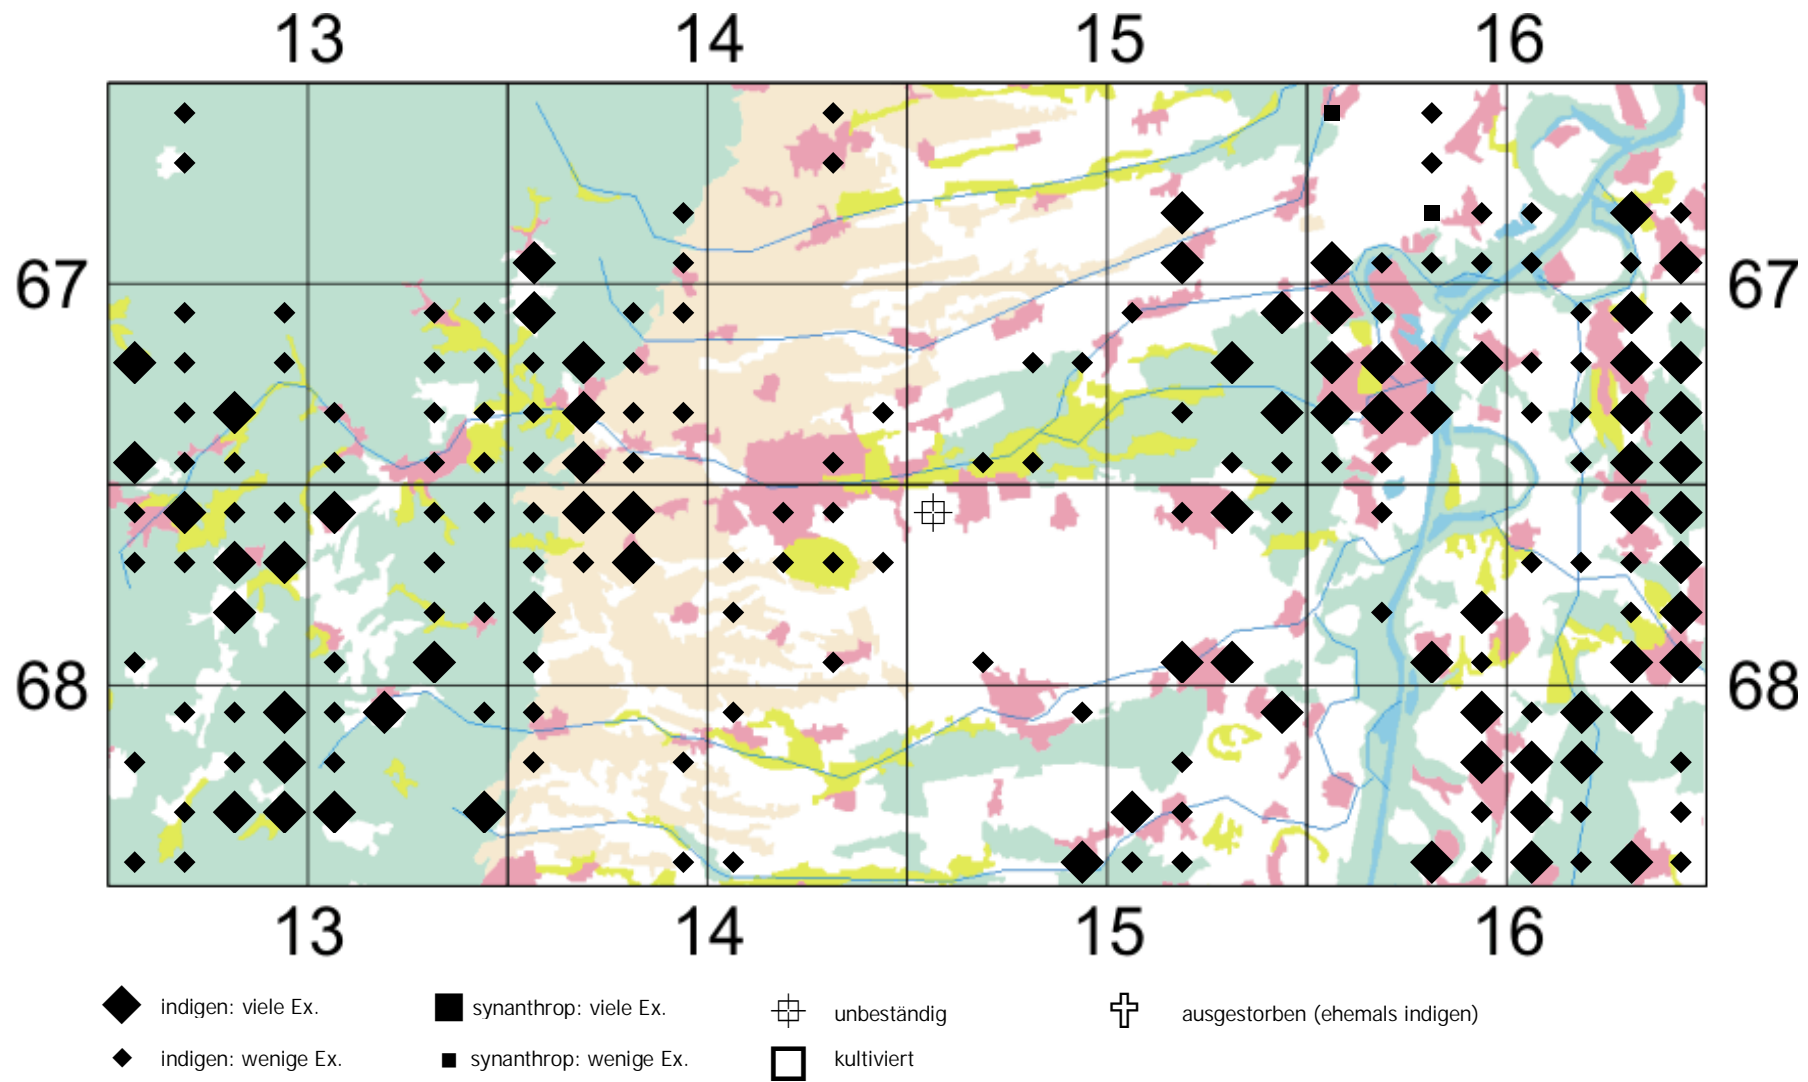 13 14 15 16
67 67
68 68
13 14 15 16
indigen: viele Ex. synanthrop: viele Ex. unbeständig ausgestorben (ehemals indigen)
indigen: wenige Ex. synanthrop: wenige Ex. kultiviert